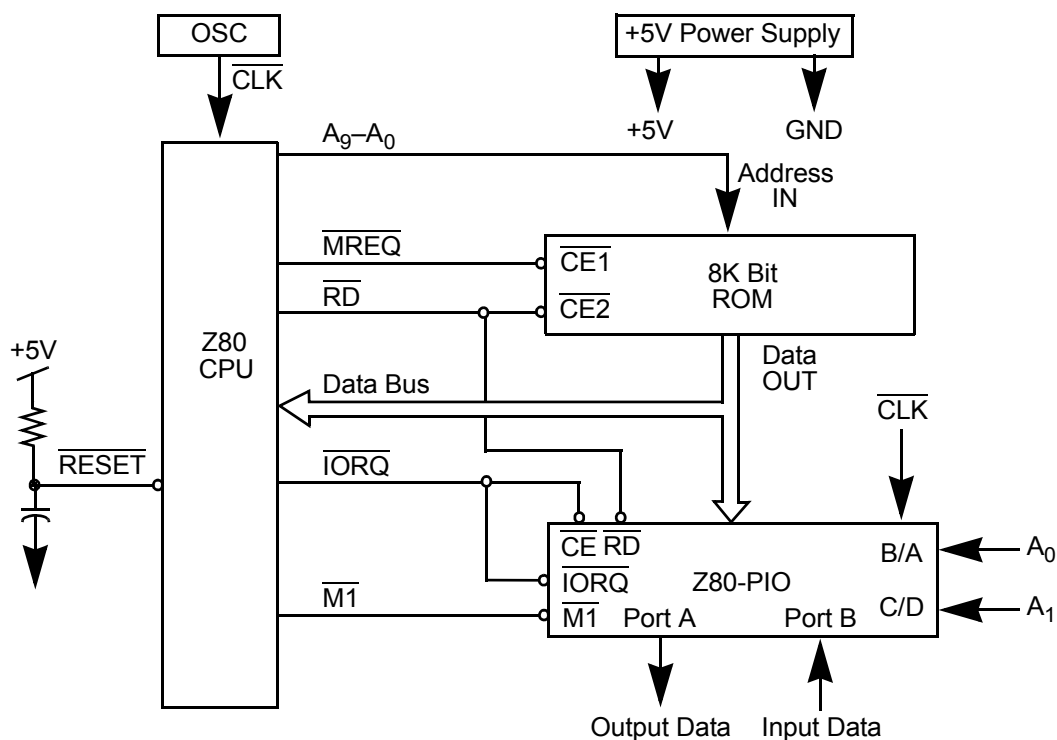 OSC
+5V Power Supply
CLK
+5V
GND
A9–A0
Address
IN
MREQ
CE1
8K Bit
ROM
RD
CE2
+5V
Z80
CPU
Data
OUT
Data Bus
CLK
RESET
IORQ
CE RD
B/A
A0
IORQ
Z80-PIO
M1
M1
Port A
Port B
C/D
A1
Output Data
Input Data